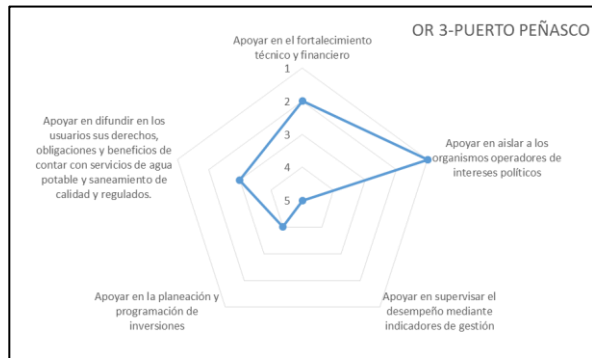 OR 3-PUERTO PEÑASCO
Apoyar en el fortalecimiento
técnico y financiero
1
2
3
4
5
Apoyar en aislar a los
organismos operadores de
intereses políticos
Apoyar en supervisar el
desempeño mediante
indicadores de gestión
Apoyar en la planeación y
programación de
inversiones
Apoyar en difundir en los
usuarios sus derechos,
obligaciones y beneficios de
contar con servicios de agua
potable y saneamiento de
calidad y regulados.